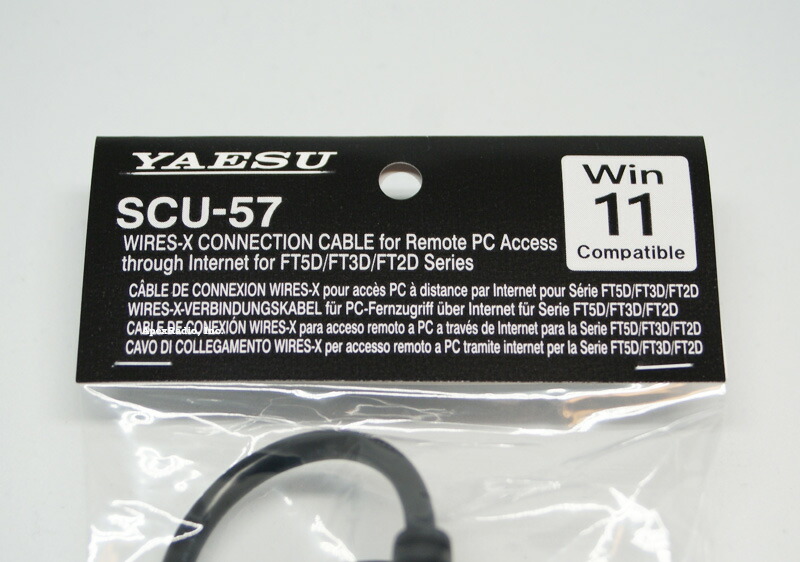 YAESU
SCU-57
WIRES-X CONNECTION CABLE for Remote PC Access
through Internet for FT5D/FT3D/FT2D Series
Win
11
Compatible
CÂBLE DE CONNEXION WIRES-X pour accès PC à distance par Internet pour Série FT5D/FT3D/FT2D
WIRES-X-VERBINDUNGSKABEL für PC-Fernzugriff über Internet für Serie FT5D/FT3D/FT2D
CABLE DE CONEXIÓN WIRES-X para acceso remoto a PC a través de Internet para la Serie FT5D/FT3D/FT2D
CAVO DI COLLEGAMENTO WIRES-X per accesso remoto a PC tramite internet per la Serie FT5D/FT3D/FT2D